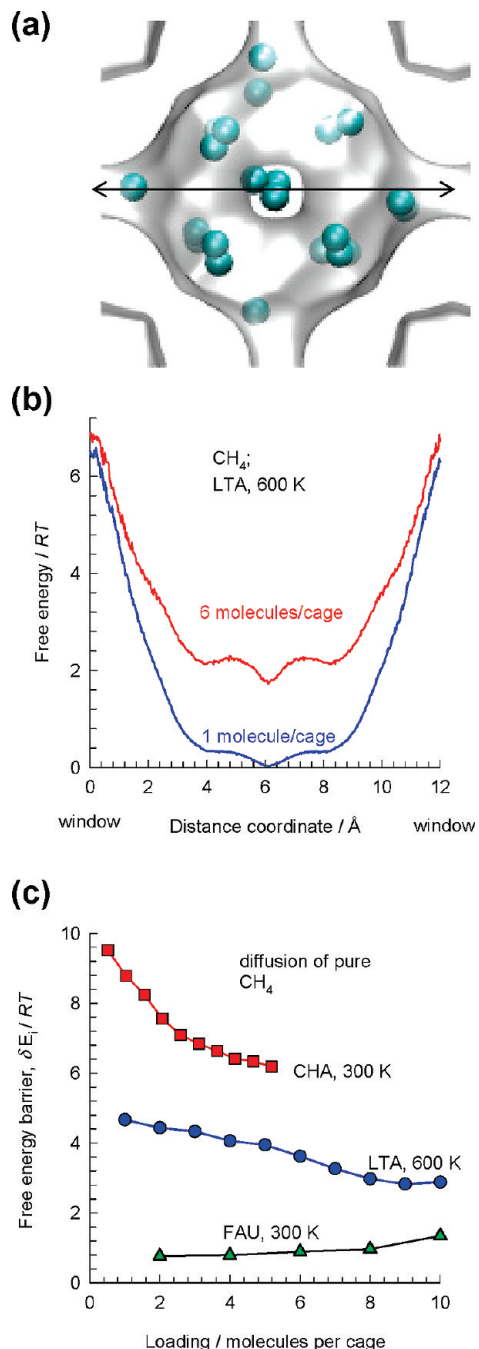 (a)
(b)
6
4
2
0
Free energy / RT
CH4;
LTA, 600 K
6 molecules/cage
1 molecule/cage
0 2 4 6 8 10 12
window Distance coordinate / Å window
(c)
10
8
6
4
2
0
Free energy barrier, δEi / RT
diffusion of pure
CH4
CHA, 300 K
LTA, 600 K
FAU, 300 K
0 2 4 6 8 10
Loading / molecules per cage